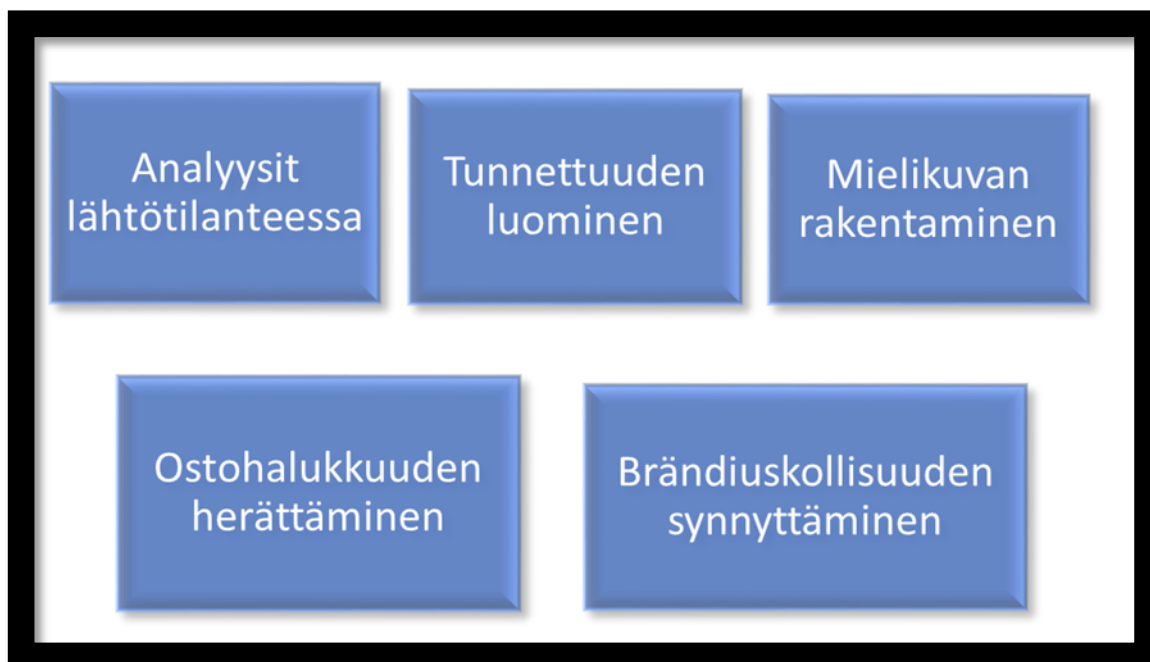 Analyysit
lähtötilanteessa
Tunnettuuden
luominen
Mielikuvan
rakentaminen
Ostohalukkuuden
herättäminen
Brändiuskollisuuden
synnyttäminen